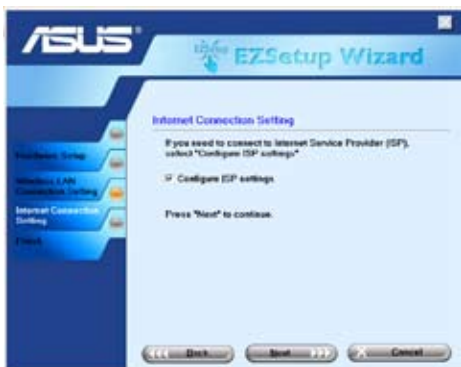 ASUS
EZSetup Wizard
Internet Connection Setting
If you need to connect to Internet Service Provider (ISP),
select "Configure ISP settings"
Configure ISP settings
Press "Next" to continue.
Hardware Setup
Wireless LAN
Connection Setting
Internet Connection
Setting
Finish
Back
Next
Cancel